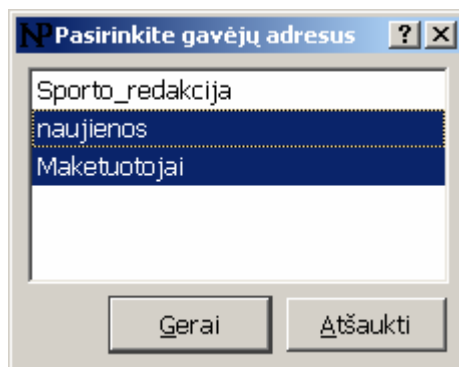 NP Pasirinkite gavėjų adresus ? ×
Sporto_redakcija
naujienos
Maketuotojai
Gerai Atšaukti